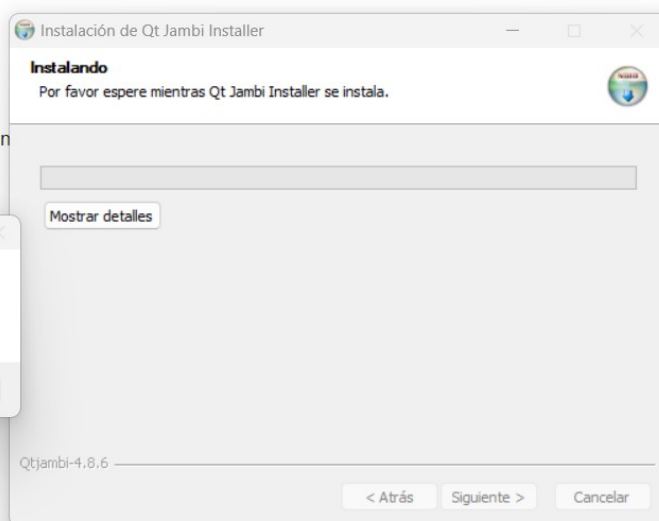 Instalación de Qt Jambi Installer
Instalando
Por favor espere mientras Qt Jambi Installer se instala.
n
Mostrar detalles
Qtjambi-4.8.6
< Atrás
Siguiente >
Cancelar